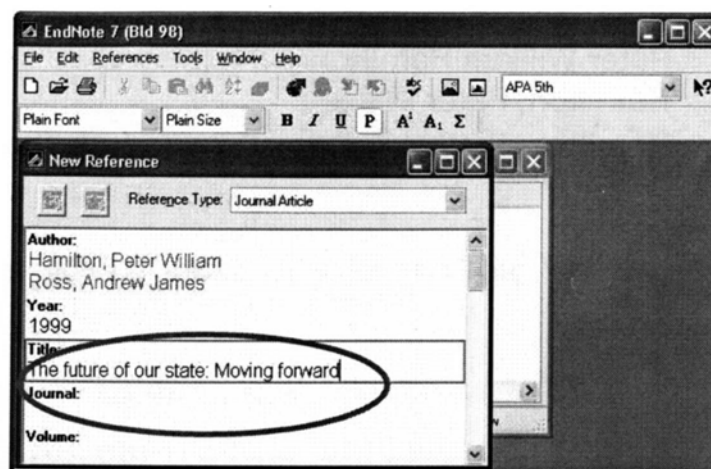 EndNote 7 (Bld 98)
File Edit References Tools Window Help
APA 5th
Plain Font Plain Size B I U P A¹ A₁ Σ
New Reference
Reference Type: Journal Article
Author:
Hamilton, Peter William
Ross, Andrew James
Year:
1999
Title:
The future of our state: Moving forward
Journal:
Volume: